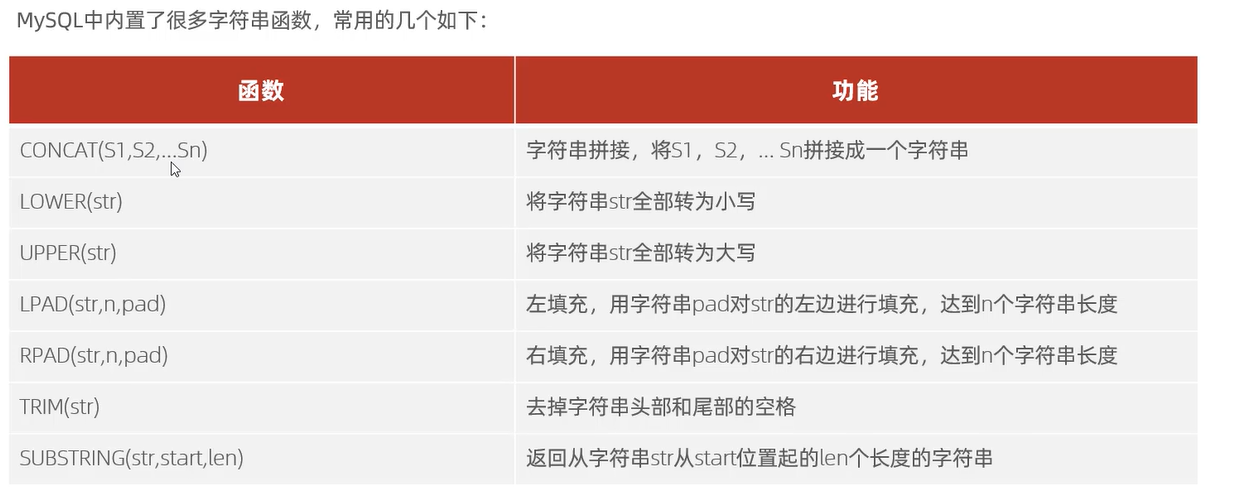 MySQL中内置了很多字符串函数，常用的几个如下：
函数 功能
CONCAT(S1,S2,...Sn) 字符串拼接，将S1，S2，... Sn拼接成一个字符串
LOWER(str) 将字符串str全部转为小写
UPPER(str) 将字符串str全部转为大写
LPAD(str,n,pad) 左填充，用字符串pad对str的左边进行填充，达到n个字符串长度
RPAD(str,n,pad) 右填充，用字符串pad对str的右边进行填充，达到n个字符串长度
TRIM(str) 去掉字符串头部和尾部的空格
SUBSTRING(str,start,len) 返回从字符串str从start位置起的len个长度的字符串